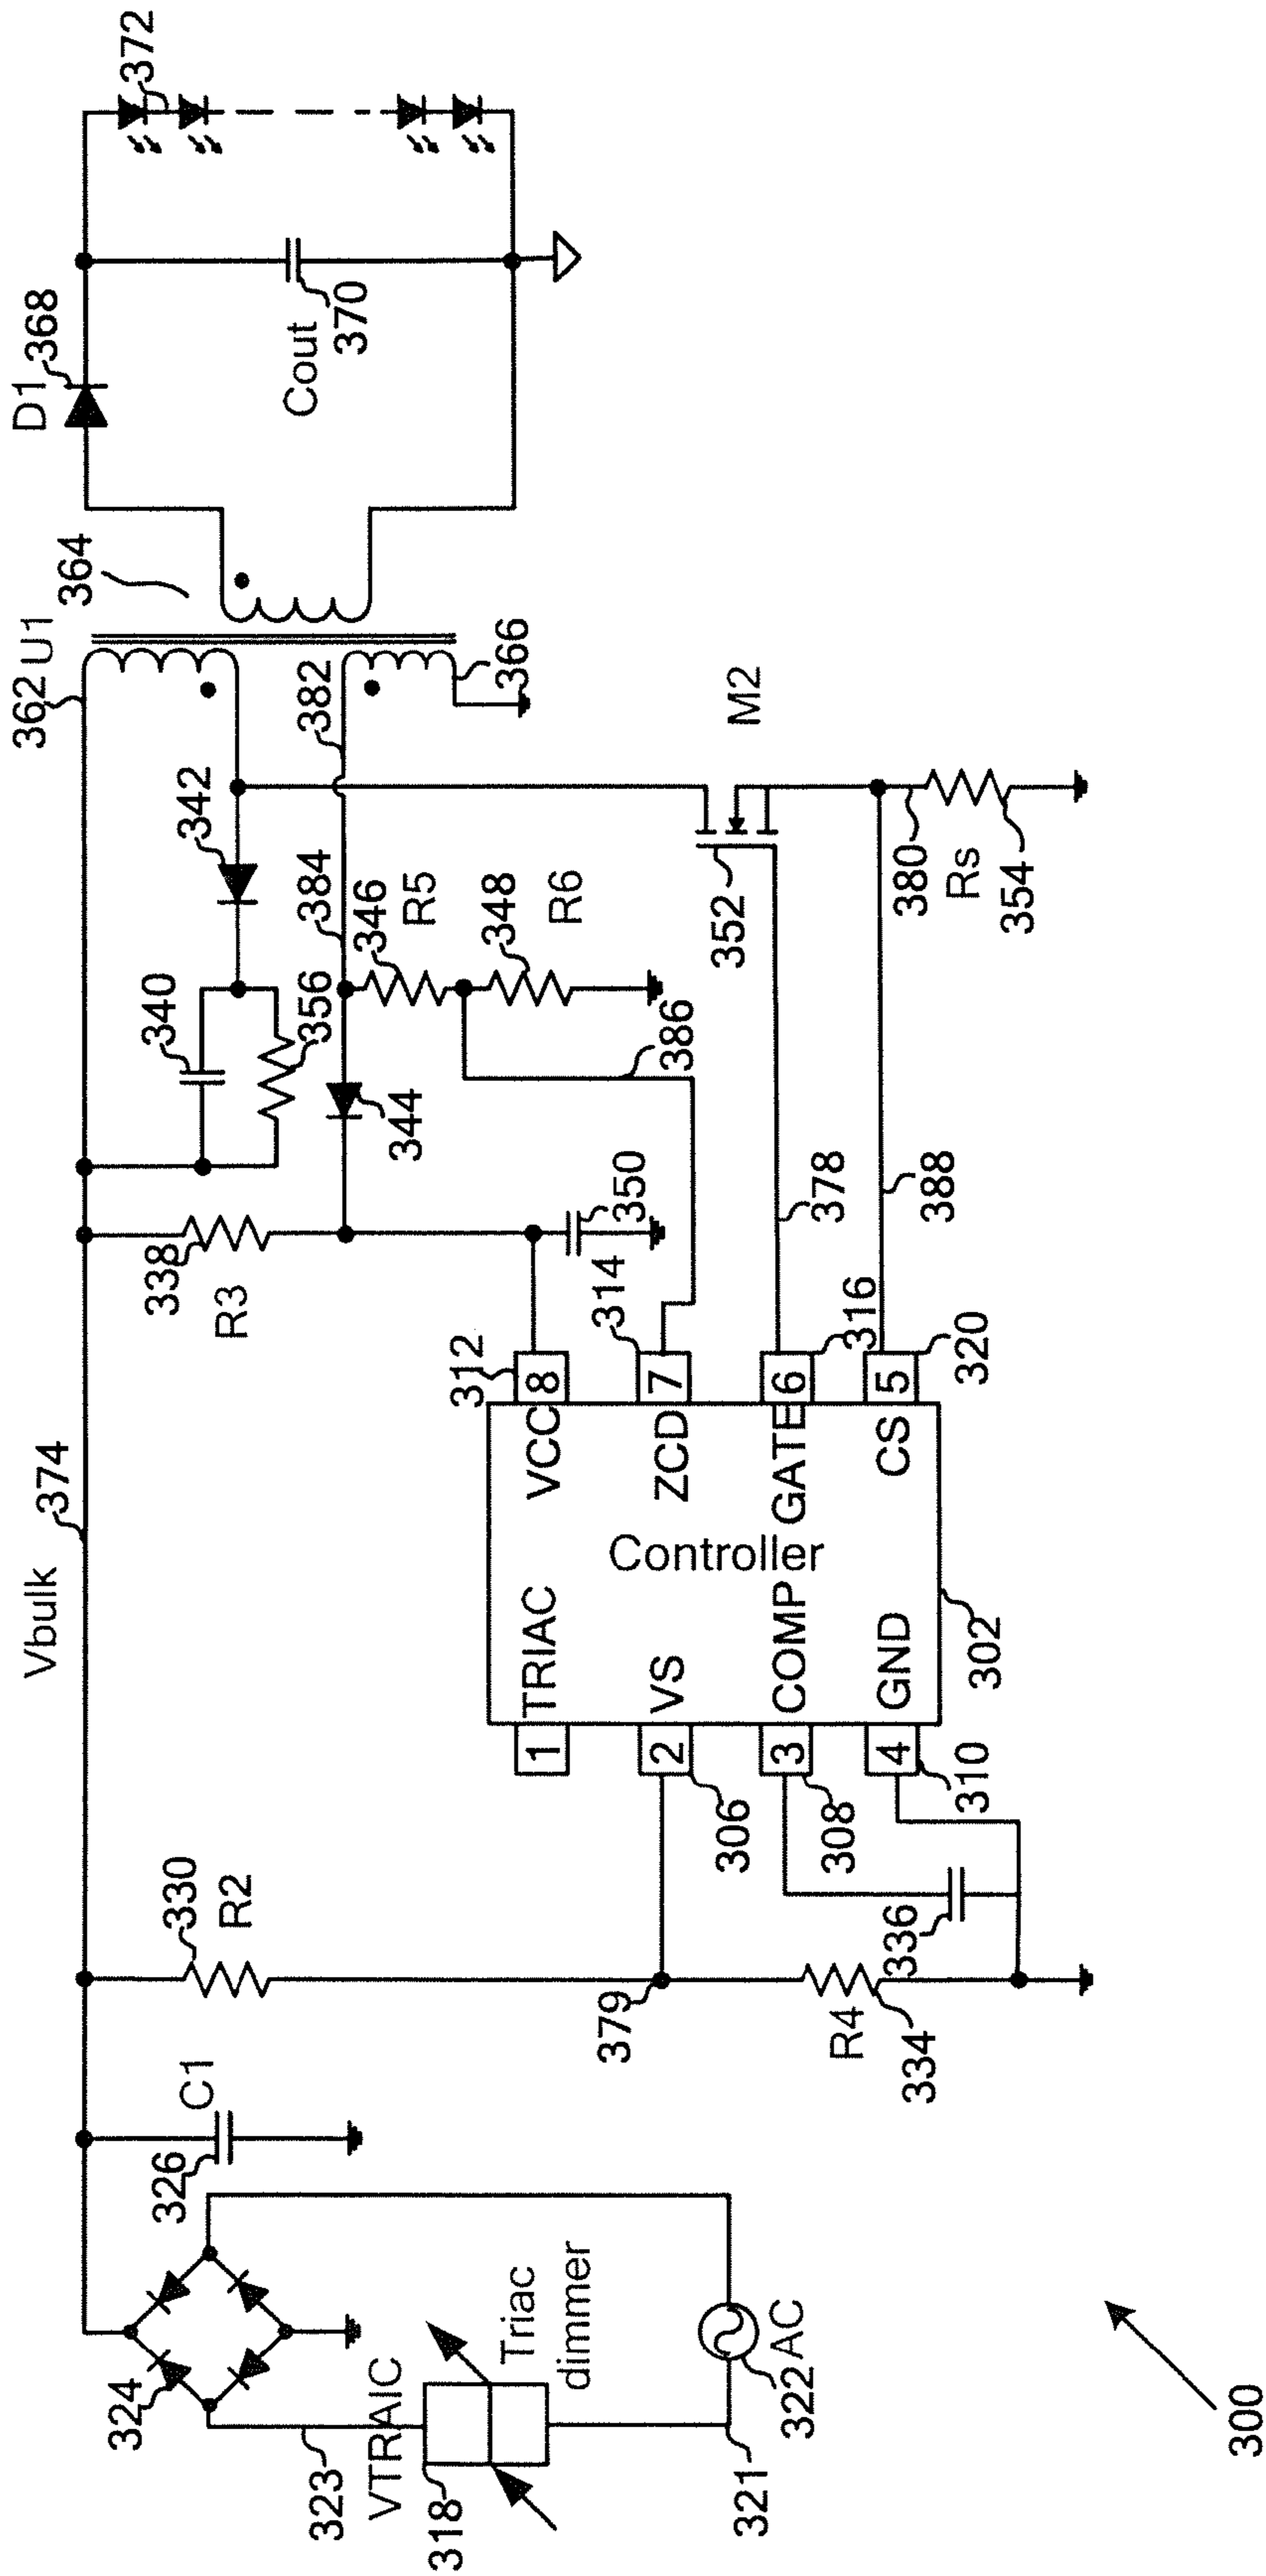 Vbulk
374
362 U1
364
D1
368
372
Cout
370
342
340
356
338
R3
382
384
346
R5
348
R6
344
350
386
366
M2
352
380
Rs
354
378
388
312
314
316
320
8
7
6
5
VCC
ZCD
GATE
CS
Controller
TRIAC
VS
COMP
GND
1
2
3
4
302
306
308
310
330
R2
379
R4
334
336
C1
326
324
VTRAIC
323
318
Triac
dimmer
321
322
AC
300